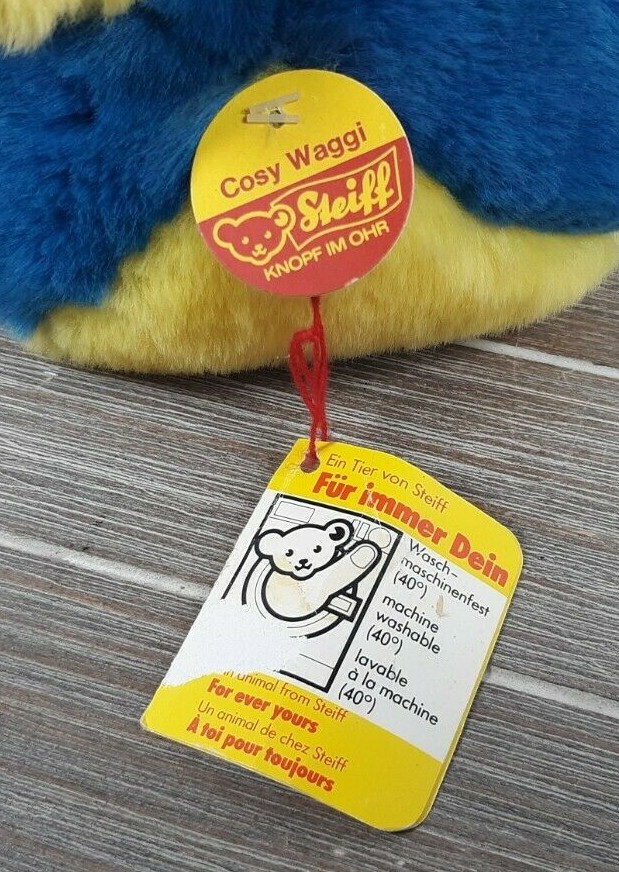 Cosy Waggi
Steiff
KNOPF IM OHR
Ein Tier von Steiff
Für immer Dein
Wasch-
maschinenfest
(40°)
machine
washable
(40°)
lavable
à la machine
(40°)
animal from Steiff
For ever yours
Un animal de chez Steiff
À toi pour toujours